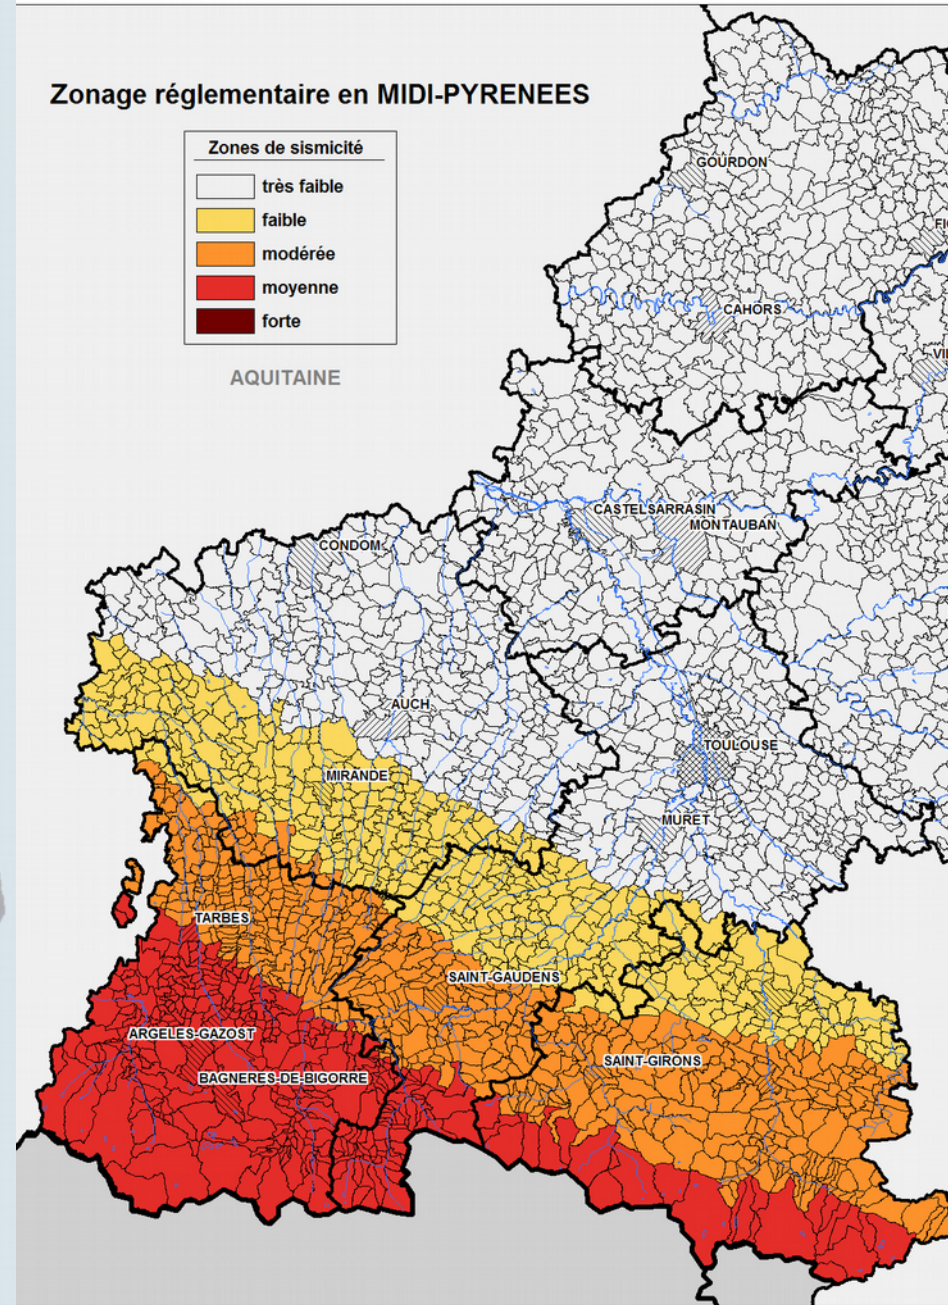 Zonage réglementaire en MIDI-PYRENEES
Zones de sismicité
très faible
faible
modérée
moyenne
forte
AQUITAINE
GOURDON
CAHORS
CASTELSARRASIN
MONTAUBAN
CONDOM
AUCH
TOULOUSE
MIRANDE
MURET
TARBES
SAINT-GAUDENS
ARGELES-GAZOST
SAINT-GIRONS
BAGNERES-DE-BIGORRE